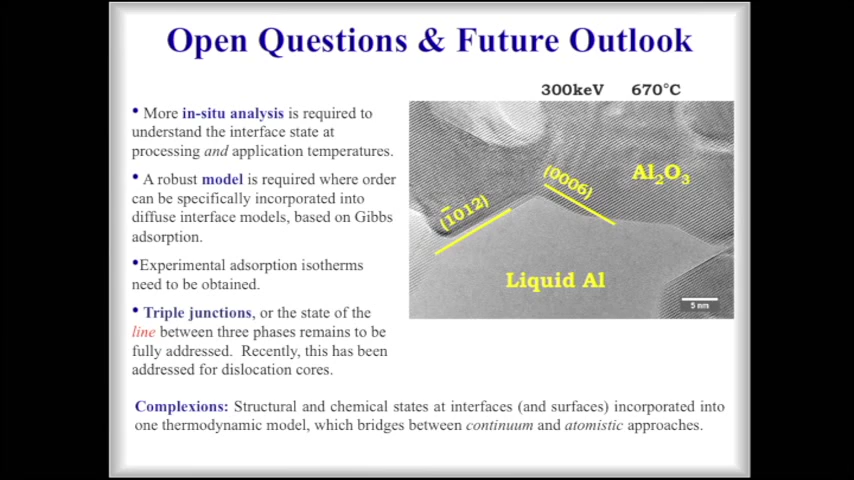 Open Questions & Future Outlook
300keV 670°C
• More in-situ analysis is required to
understand the interface state at
processing and application temperatures.
• A robust model is required where order
can be specifically incorporated into
diffuse interface models, based on Gibbs
adsorption.
•Experimental adsorption isotherms
need to be obtained.
• Triple junctions, or the state of the
line between three phases remains to be
fully addressed. Recently, this has been
addressed for dislocation cores.
(1̄012)
(0006)
Al₂O₃
Liquid Al
5 nm
Complexions: Structural and chemical states at interfaces (and surfaces) incorporated into
one thermodynamic model, which bridges between continuum and atomistic approaches.